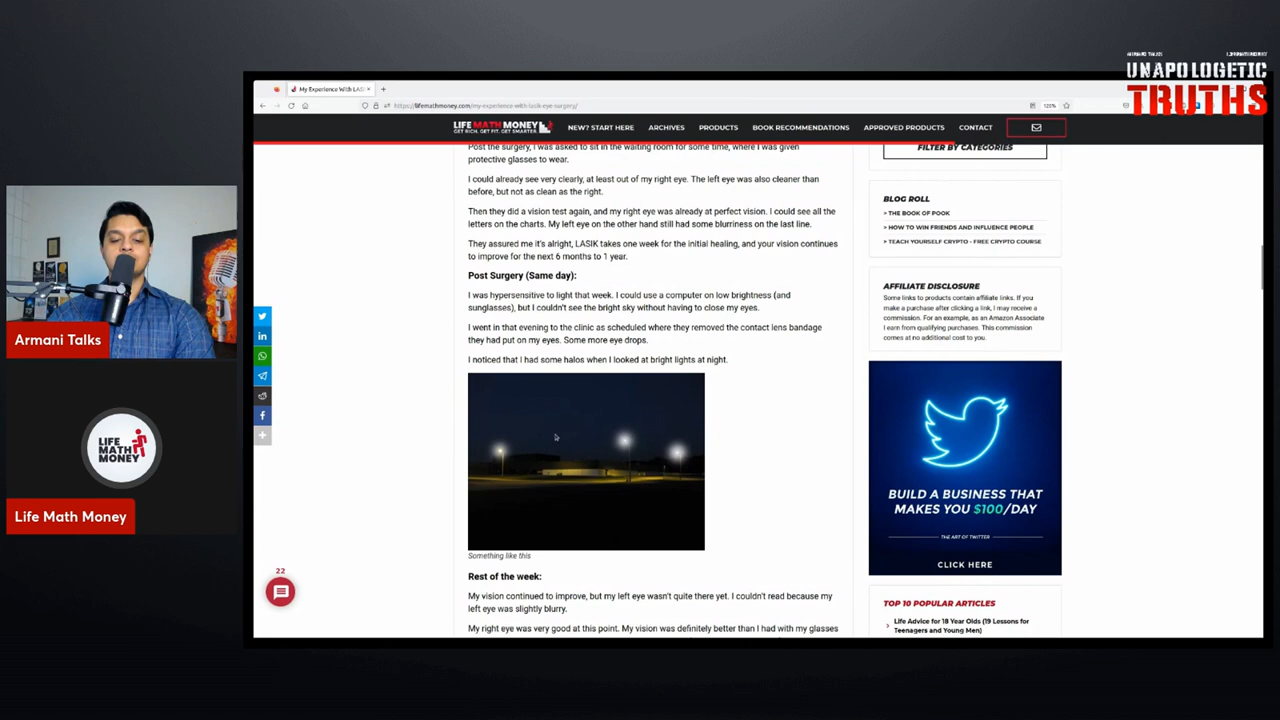 UNAPOLOGETIC
TRUTHS
My Experience With LASI
https://lifemathmoney.com/my-experience-with-lasik-eye-surgery/
120%
LIFE MATH MONEY
GET RICH, GET FIT, GET SMARTER.
NEW? START HERE
ARCHIVES
PRODUCTS
BOOK RECOMMENDATIONS
APPROVED PRODUCTS
CONTACT
Post the surgery, I was asked to sit in the waiting room for some time, where I was given
protective glasses to wear.
I could already see very clearly, at least out of my right eye. The left eye was also cleaner than
before, but not as clean as the right.
Then they did a vision test again, and my right eye was already at perfect vision. I could see all the
letters on the charts. My left eye on the other hand still had some blurriness on the last line.
They assured me it's alright, LASIK takes one week for the initial healing, and your vision continues
to improve for the next 6 months to 1 year.
Post Surgery (Same day):
I was hypersensitive to light that week. I could use a computer on low brightness (and
sunglasses), but I couldn't see the bright sky without having to close my eyes.
I went in that evening to the clinic as scheduled where they removed the contact lens bandage
they had put on my eyes. Some more eye drops.
I noticed that I had some halos when I looked at bright lights at night.
Something like this
Rest of the week:
My vision continued to improve, but my left eye wasn't quite there yet. I couldn't read because my
left eye was slightly blurry.
My right eye was very good at this point. My vision was definitely better than I had with my glasses
FILTER BY CATEGORIES
BLOG ROLL
> THE BOOK OF POOK
> HOW TO WIN FRIENDS AND INFLUENCE PEOPLE
> TEACH YOURSELF CRYPTO - FREE CRYPTO COURSE
AFFILIATE DISCLOSURE
Some links to products contain affiliate links. If you
make a purchase after clicking a link, I may receive a
commission. For an example, as an Amazon Associate
I earn from qualifying purchases. This commission
comes at no additional cost to you.
BUILD A BUSINESS THAT
MAKES YOU $100/DAY
THE ART OF TWITTER
CLICK HERE
TOP 10 POPULAR ARTICLES
> Life Advice for 18 Year Olds (19 Lessons for
Teenagers and Young Men)
22
Armani Talks
LIFE
MATH
MONEY
Life Math Money